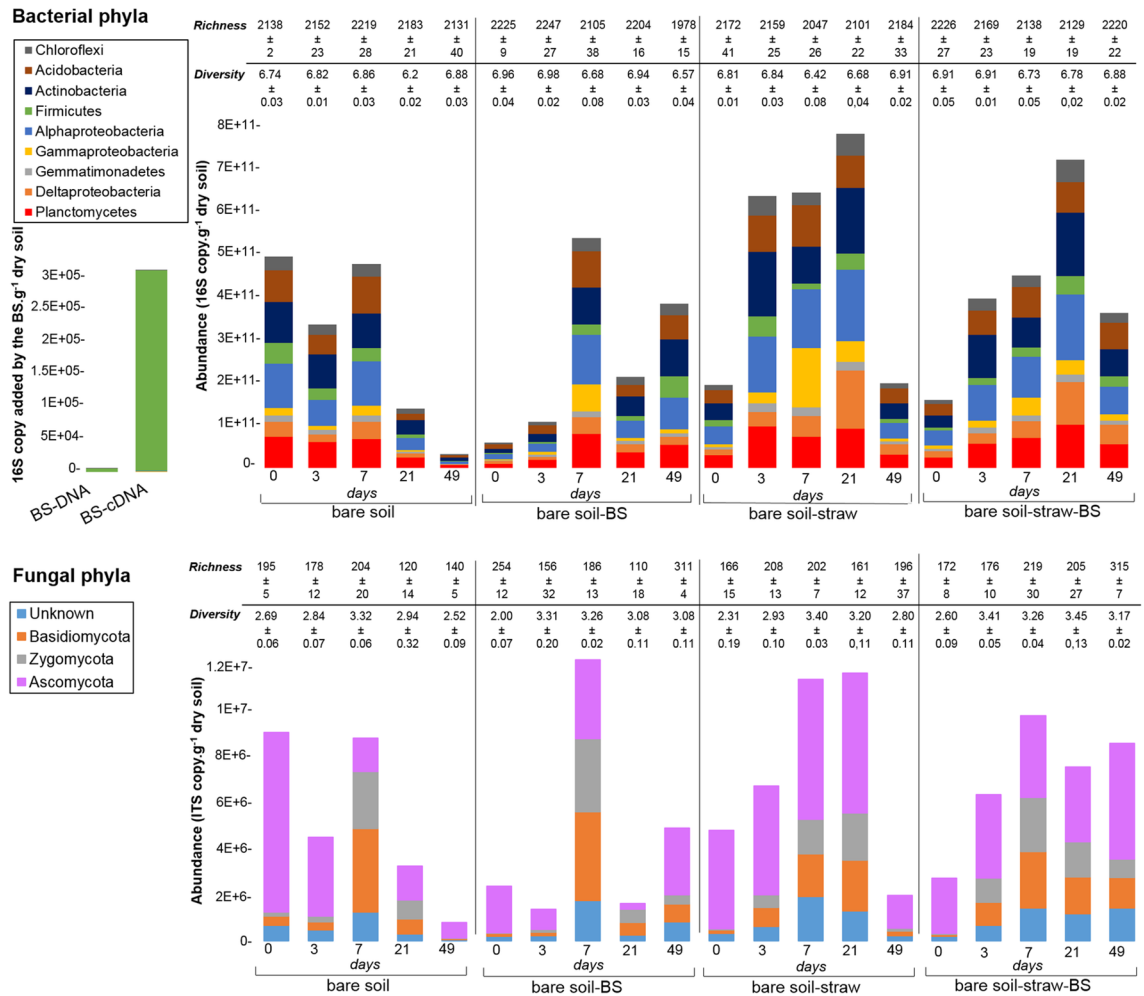 Bacterial phyla
Chloroflexi
Acidobacteria
Actinobacteria
Firmicutes
Alphaproteobacteria
Gammaproteobacteria
Gemmatimonadetes
Deltaproteobacteria
Planctomycetes
16S copy added by the BS.g⁻¹ dry soil
3E+05-
2E+05-
2E+05-
1E+05-
5E+04-
0-
BS-DNA
BS-cDNA
Richness 2138 2152 2219 2183 2131 2225 2247 2105 2204 1978 2172 2159 2047 2101 2184 2226 2169 2138 2129 2220
± ± ± ± ± ± ± ± ± ± ± ± ± ± ± ± ± ± ± ±
2 23 28 21 40 9 27 38 16 15 41 25 26 22 33 27 23 19 19 22
Diversity 6.74 6.82 6.86 6.2 6.88 6.96 6.98 6.68 6.94 6.57 6.81 6.84 6.42 6.68 6.91 6.91 6.91 6.73 6.78 6.88
± ± ± ± ± ± ± ± ± ± ± ± ± ± ± ± ± ± ± ±
0.03 0.01 0.03 0.02 0.03 0.04 0.02 0.08 0.03 0.04 0.01 0.03 0.08 0,04 0.02 0.05 0.01 0.05 0,02 0.02
Abundance (16S copy.g⁻¹ dry soil)
8E+11-
7E+11-
6E+11-
5E+11-
4E+11-
3E+11-
2E+11-
1E+11-
0-
0 3 7 21 49 0 3 7 21 49 0 3 7 21 49 0 3 7 21 49
days days days days
bare soil bare soil-BS bare soil-straw bare soil-straw-BS
Fungal phyla
Unknown
Basidiomycota
Zygomycota
Ascomycota
Richness 195 178 204 120 140 254 156 186 110 311 166 208 202 161 196 172 176 219 205 315
± ± ± ± ± ± ± ± ± ± ± ± ± ± ± ± ± ± ± ±
5 12 20 14 5 12 32 13 18 4 15 13 7 12 37 8 10 30 27 7
Diversity 2.69 2.84 3.32 2.94 2.52 2.00 3.31 3.26 3.08 3.08 2.31 2.93 3.40 3.20 2.80 2.60 3.41 3.26 3.45 3.17
± ± ± ± ± ± ± ± ± ± ± ± ± ± ± ± ± ± ± ±
0.06 0.07 0.06 0.32 0.09 0.07 0.20 0.02 0.11 0.11 0.19 0.10 0.03 0,11 0.11 0.09 0.05 0.04 0,13 0.02
Abundance (ITS copy.g⁻¹ dry soil)
1.2E+7-
1E+7-
8E+6-
6E+6-
4E+6-
2E+6-
0-
0 3 7 21 49 0 3 7 21 49 0 3 7 21 49 0 3 7 21 49
days days days days
bare soil bare soil-BS bare soil-straw bare soil-straw-BS